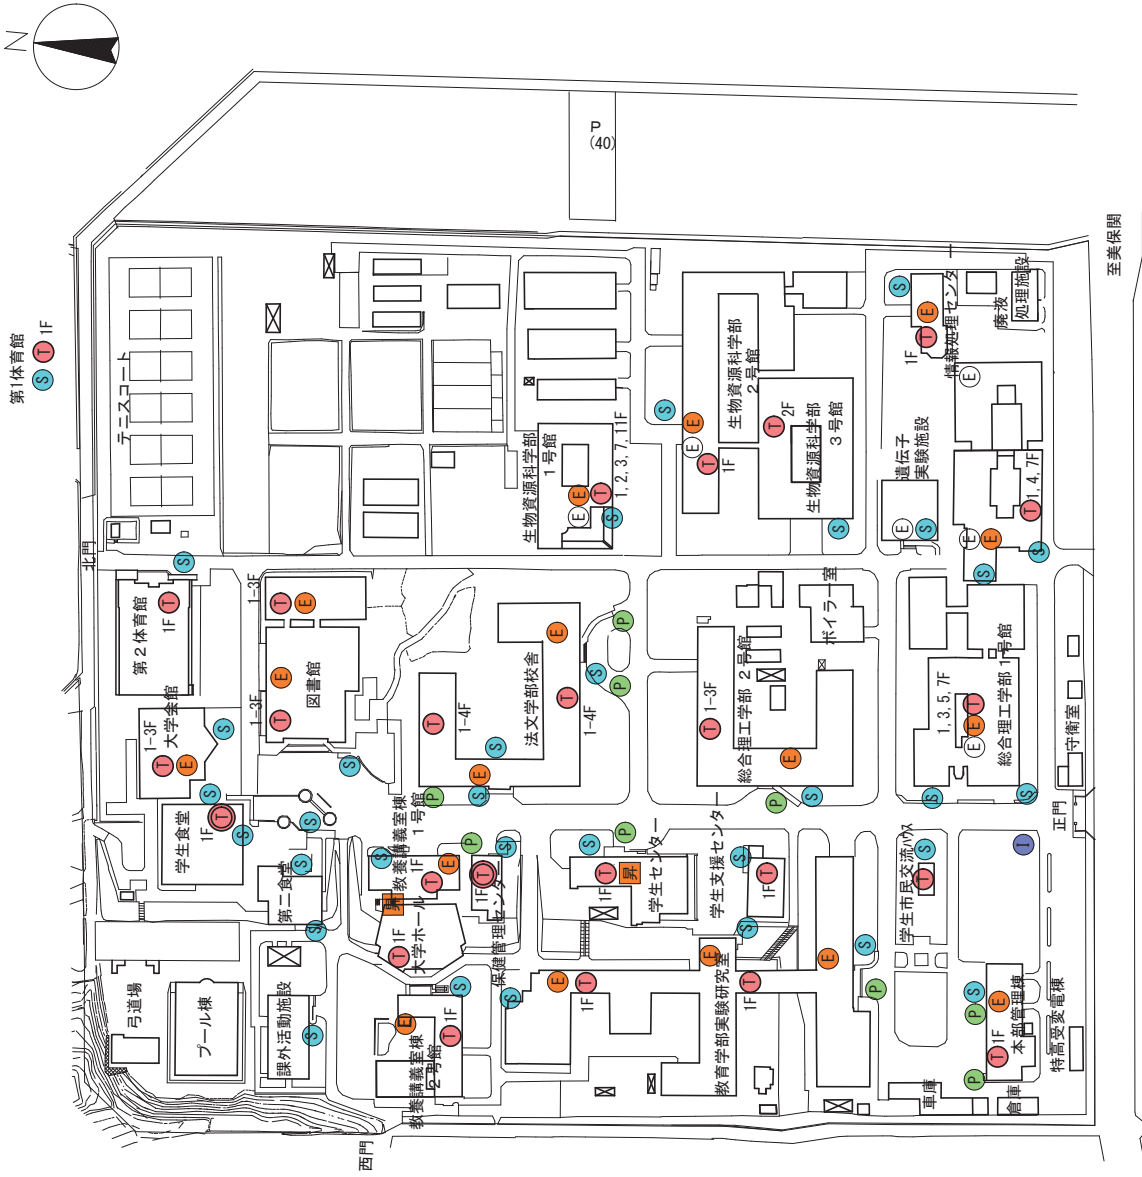 N
第1体育館
S T 1F
P
(40)
至美保関
テニスコート
北門
S
第２体育館
T
1F
1-3F
T E
1-3F
T E
図書館
1-3F
大学会館
T E
S
S
学生食堂
1F
T
S
S
S
第二食堂
S
S
弓道場
プール棟
課外活動施設
S
西門
生物資源科学部
１号館
E E T
S
1, 2, 3, 7, 11F
S
E E T
1F
生物資源科学部
２号館
T
2F
生物資源科学部
３号館
S
法文学部校舎
T
1-4F
S
E
E
T
1-4F
S
P
P
P
S
教養講義室棟
１号館
S
1F
T E
P
昇
T
1F
S
保健管理センター
大学ホール
T
1F
S
S
教養講義室棟
２号館
E
T
1F
T
1-3F
総合理工学部 ２号館
E
ボイラー室
P
S
S
P
1F
T
昇
学生センター
学生支援センター
S
1F
T
S
E
T
1F
E
T
1F
E
S
P
教育学部実験研究室
S
E
T
1F
情報処理センター
廃液
処理施設
E
遺伝子
実験施設
E
S
E
E
T
1, 4, 7F
S
S
1, 3, 5, 7F
E E T
総合理工学部１号館
S
S
守衛室
正門
学生市民交流ハウス
S
T
I
S
P E
T
1F
P
本部管理棟
特高受変電棟
車庫
倉庫